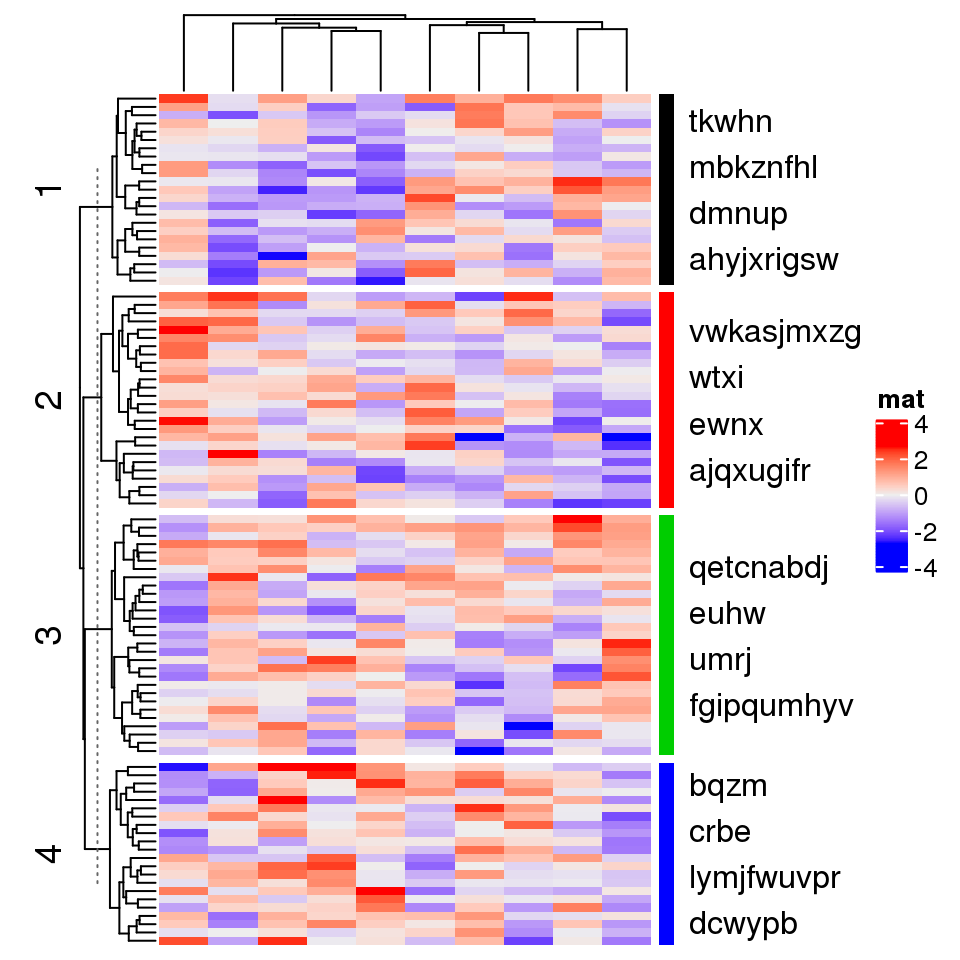 1
tkwhn
mbkznfhl
dmnup
ahyjxrigsw
2
vwkasjmxzg
wtxi
ewnx
ajqxugifr
3
qetcnabdj
euhw
umrj
fgipqumhyv
4
bqzm
crbe
lymjfwuvpr
dcwypb
mat
4
2
0
-2
-4